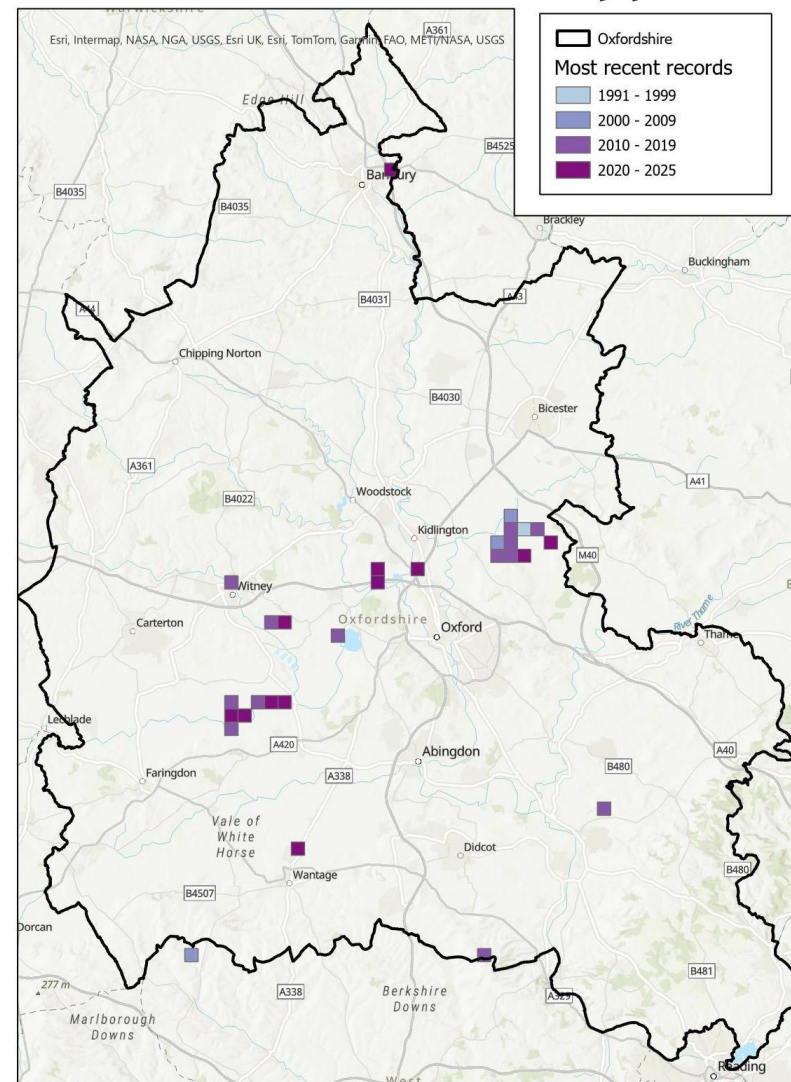 Warwickshire
Esri, Intermap, NASA, NGA, USGS, Esri UK, Esri, TomTom, Garmin, FAO, METI/NASA, USGS
A361
Oxfordshire
Most recent records
1991 - 1999
2000 - 2009
2010 - 2019
2020 - 2025
Edge Hill
B4525
Banbury
B4035
B4035
Brackley
Buckingham
A44
B4031
A43
Chipping Norton
B4030
Bicester
A361
A41
B4022
Woodstock
Kidlington
M40
Witney
River Thame
Carterton
Oxfordshire
Oxford
Thame
Lechlade
A420
Abingdon
A40
Faringdon
A338
B480
Vale of
White
Horse
Didcot
Wantage
B480
B4507
Dorcan
277 m
A338
Berkshire
Downs
B481
A329
Marlborough
Downs
Reading
West